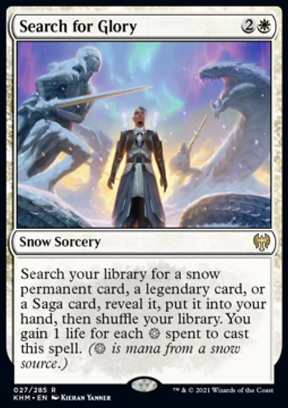 Search for Glory 2
Snow Sorcery
Search your library for a snow
permanent card, a legendary card, or
a Saga card, reveal it, put it into your
hand, then shuffle your library. You
gain 1 life for each spent to cast
this spell. ( is mana from a snow
source.)
027/285 R
KHM • EN KIERAN YANNER
™ & © 2021 Wizards of the Coast